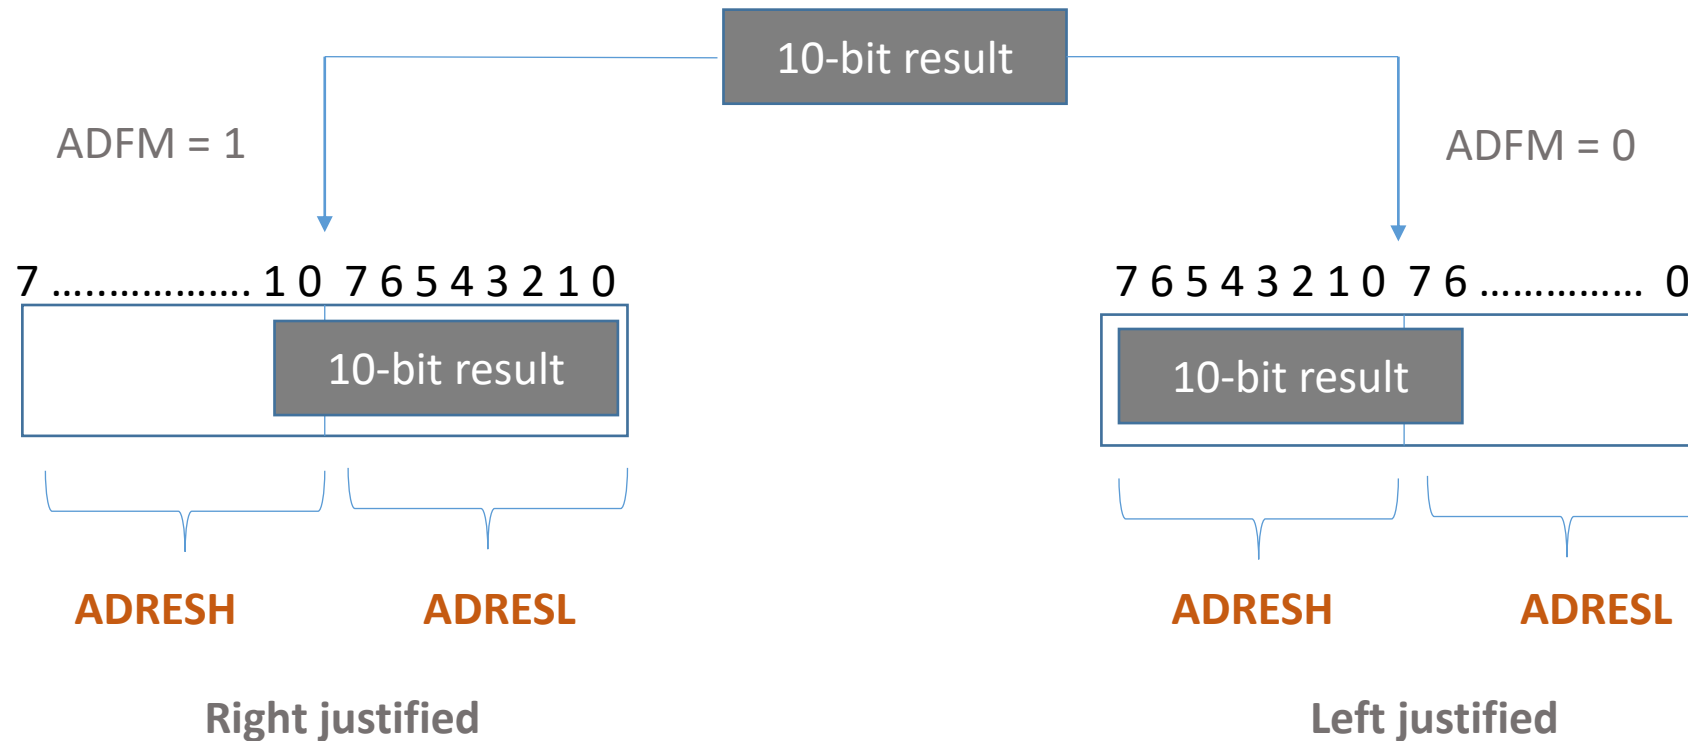 10-bit result
ADFM = 1
ADFM = 0
7 ………………. 1 0 7 6 5 4 3 2 1 0
7 6 5 4 3 2 1 0 7 6 …………… 0
10-bit result
10-bit result
ADRESH ADRESL
ADRESH ADRESL
Right justified
Left justified